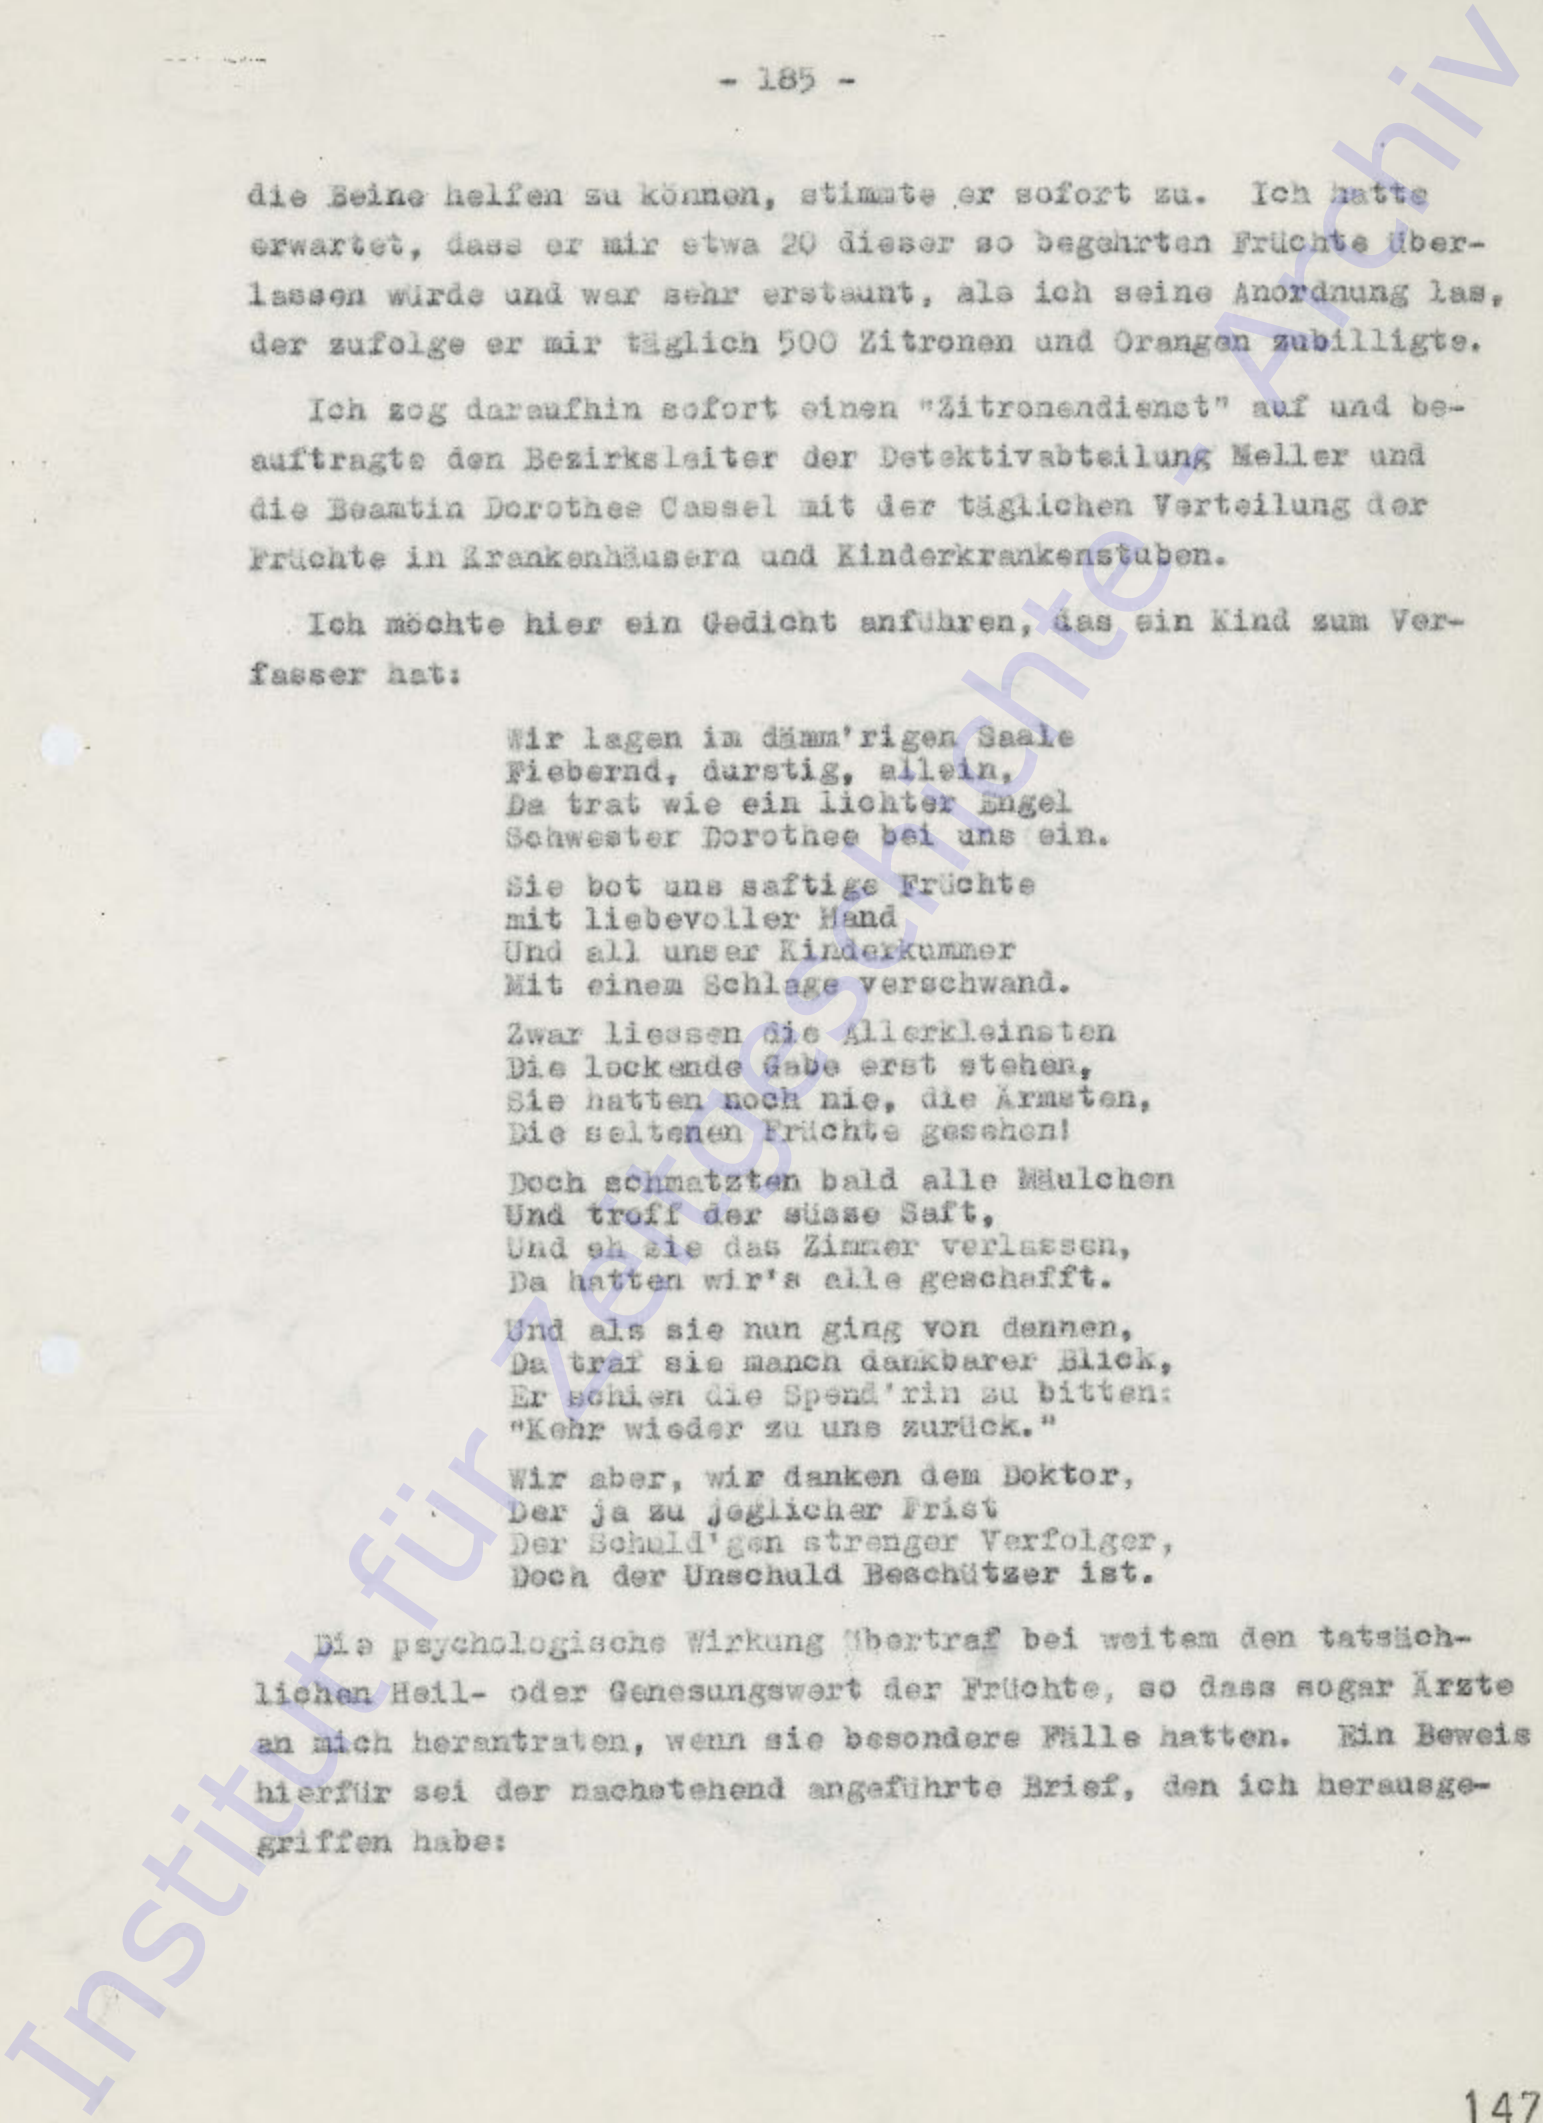 - 185 -
die Beine helfen zu können, stimmte er sofort zu. Ich hatte
erwartet, dass er mir etwa 20 dieser so begehrten Früchte über-
lassen würde und war sehr erstaunt, als ich seine Anordnung las,
der zufolge er mir täglich 500 Zitronen und Orangen zubilligte.
Ich zog daraufhin sofort einen "Zitronendienst" auf und be-
auftragte den Bezirksleiter der Detektivabteilung Meller und
die Beamtin Dorothee Cassel mit der täglichen Verteilung der
Früchte in Krankenhäusern und Kinderkrankenstuben.
Ich möchte hier ein Gedicht anführen, das ein Kind zum Ver-
fasser hat:
Wir lagen im dämm'rigen Saale
Fiebernd, durstig, allein,
Da trat wie ein lichter Engel
Schwester Dorothee bei uns ein.
Sie bot uns saftige Früchte
mit liebevoller Hand
Und all unser Kinderkummer
Mit einem Schlage verschwand.
Zwar liessen die Allerkleinsten
Die lockende Gabe erst stehen,
Sie hatten noch nie, die Ärmsten,
Die seltenen Früchte gesehen!
Doch schmatzten bald alle Mäulchen
Und troff der süsse Saft,
Und eh sie das Zimmer verlassen,
Da hatten wir's alle geschafft.
Und als sie nun ging von dannen,
Da traf sie manch dankbarer Blick,
Er schien die Spend'rin zu bitten:
"Kehr wieder zu uns zurück."
Wir aber, wir danken dem Doktor,
Der ja zu jeglicher Frist
Der Schuld'gen strenger Verfolger,
Doch der Unschuld Beschützer ist.
Die psychologische Wirkung übertraf bei weitem den tatsäch-
lichen Heil- oder Genesungswert der Früchte, so dass sogar Ärzte
an mich herantraten, wenn sie besondere Fälle hatten. Ein Beweis
hierfür sei der nachstehend angeführte Brief, den ich herausge-
griffen habe:
147
Institut für Zeitgeschichte - Archiv